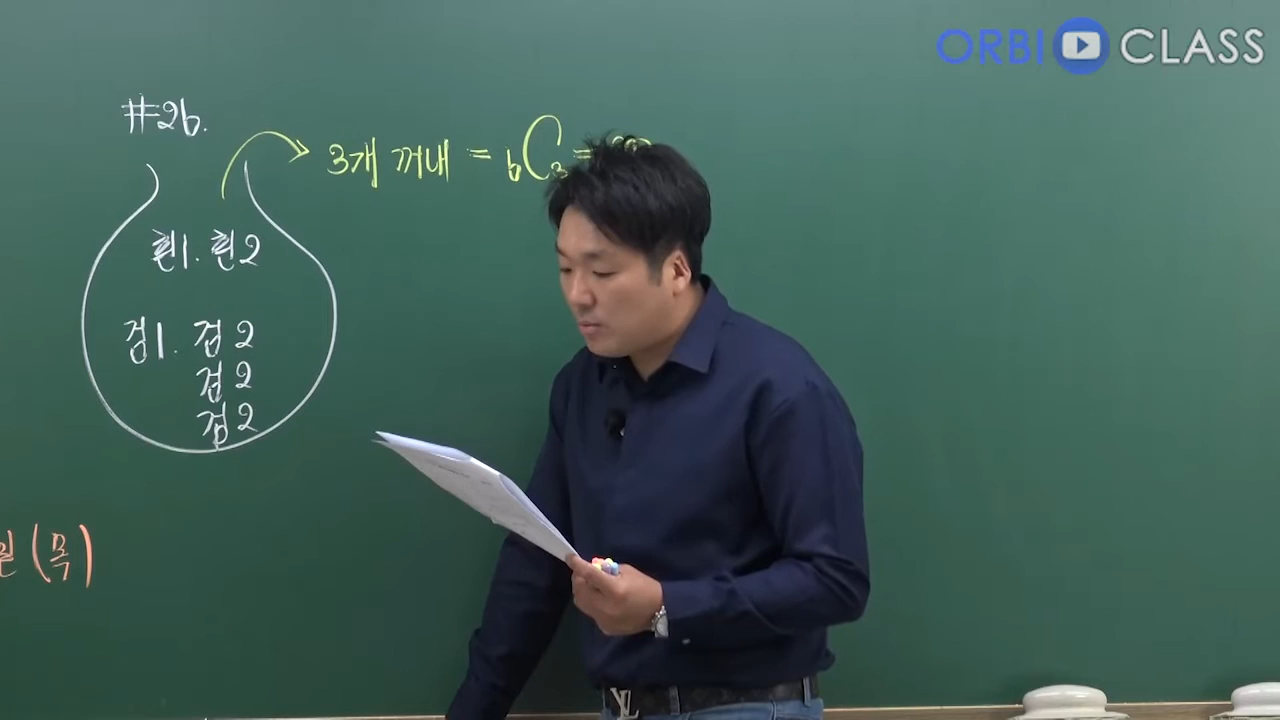 ORBI CLASS
#26.
3개 꺼내 = 6C3 =
흰1. 흰2
검1. 검2
검2
검2
(목)